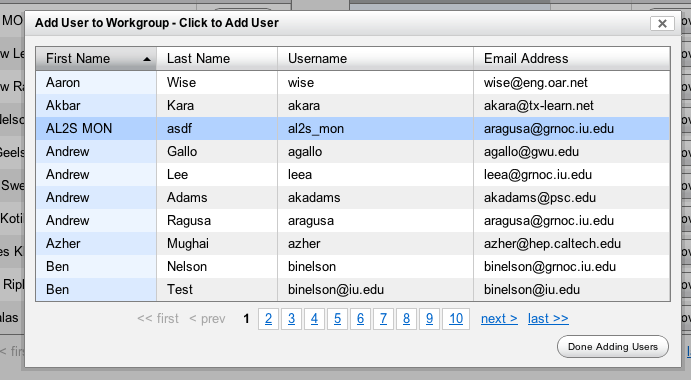 Add User to Workgroup - Click to Add User
First Name Last Name Username Email Address
Aaron Wise wise wise@eng.oar.net
Akbar Kara akara akara@tx-learn.net
AL2S MON asdf al2s_mon aragusa@grnoc.iu.edu
Andrew Gallo agallo agallo@gwu.edu
Andrew Lee leea leea@grnoc.iu.edu
Andrew Adams akadams akadams@psc.edu
Andrew Ragusa aragusa aragusa@grnoc.iu.edu
Azher Mughai azher azher@hep.caltech.edu
Ben Nelson binelson binelson@grnoc.iu.edu
Ben Test binelson@iu.edu binelson@iu.edu
<< first < prev 1 2 3 4 5 6 7 8 9 10 next > last >>
Done Adding Users